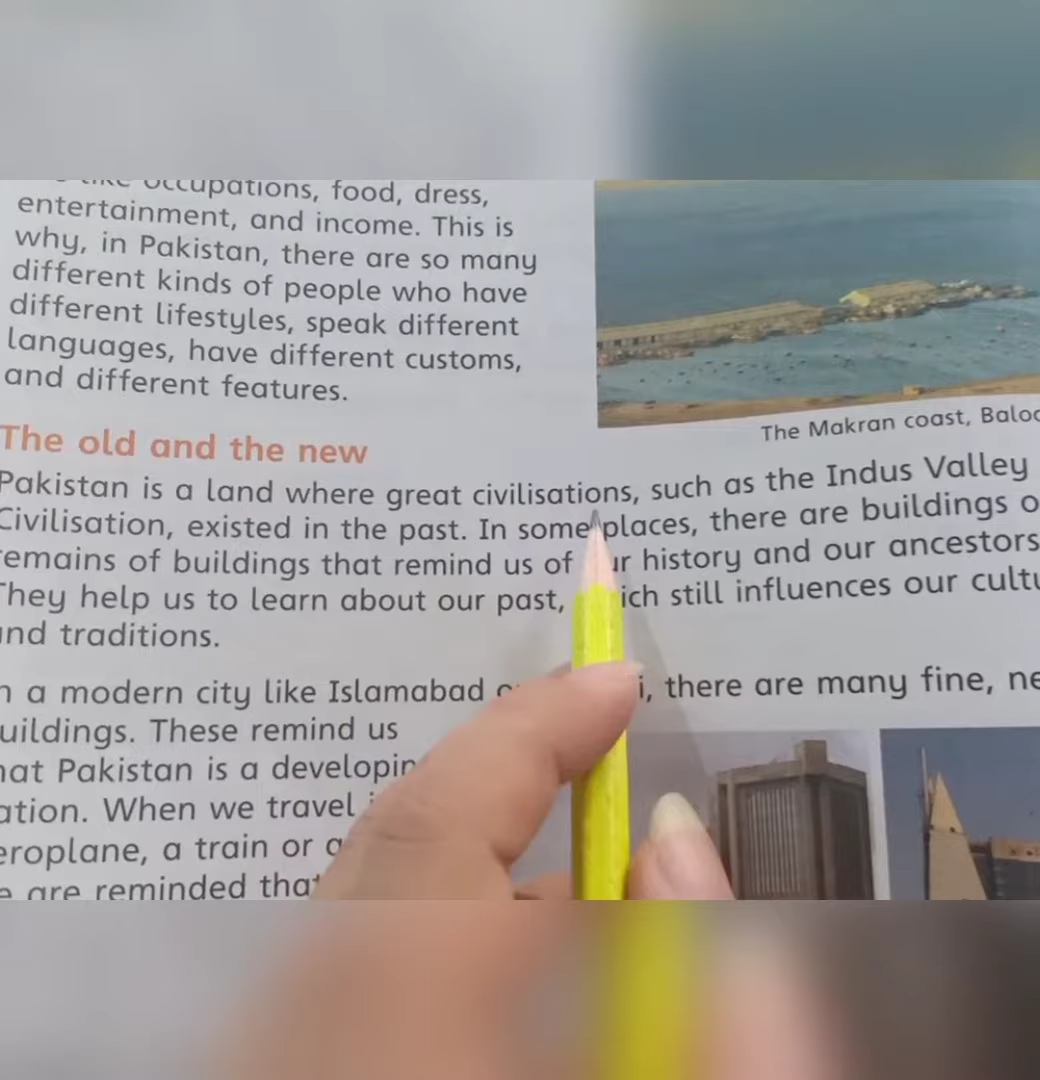 occupations, food, dress,
entertainment, and income. This is
why, in Pakistan, there are so many
different kinds of people who have
different lifestyles, speak different
languages, have different customs,
and different features.
The Makran coast,
The old and the new
Pakistan is a land where great civilisations, such as the Indus Valley
Civilisation, existed in the past. In some places, there are buildings
of buildings that remind us of history and our ancestors
They help us to learn about our past, still influences our
traditions.
a modern city like Islamabad there are many fine,
These remind us
Pakistan is a
When we travel
a train or
are reminded